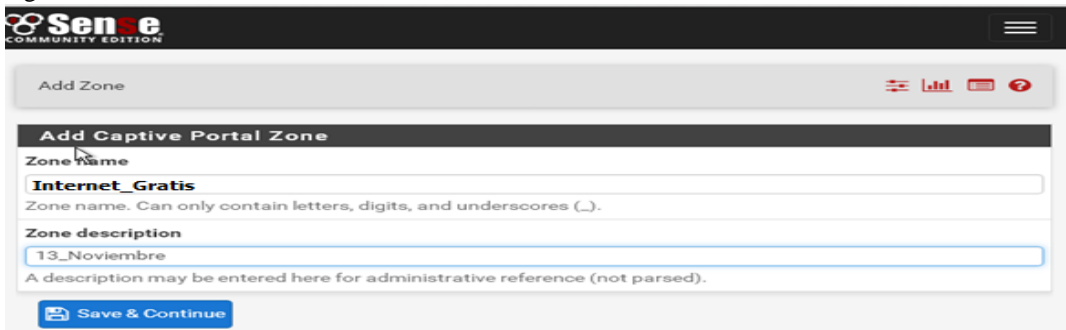 Sense
COMMUNITY EDITION
Add Zone
Add Captive Portal Zone
Zone name
Internet_Gratis
Zone name. Can only contain letters, digits, and underscores (_).
Zone description
13_Noviembre
A description may be entered here for administrative reference (not parsed).
Save & Continue